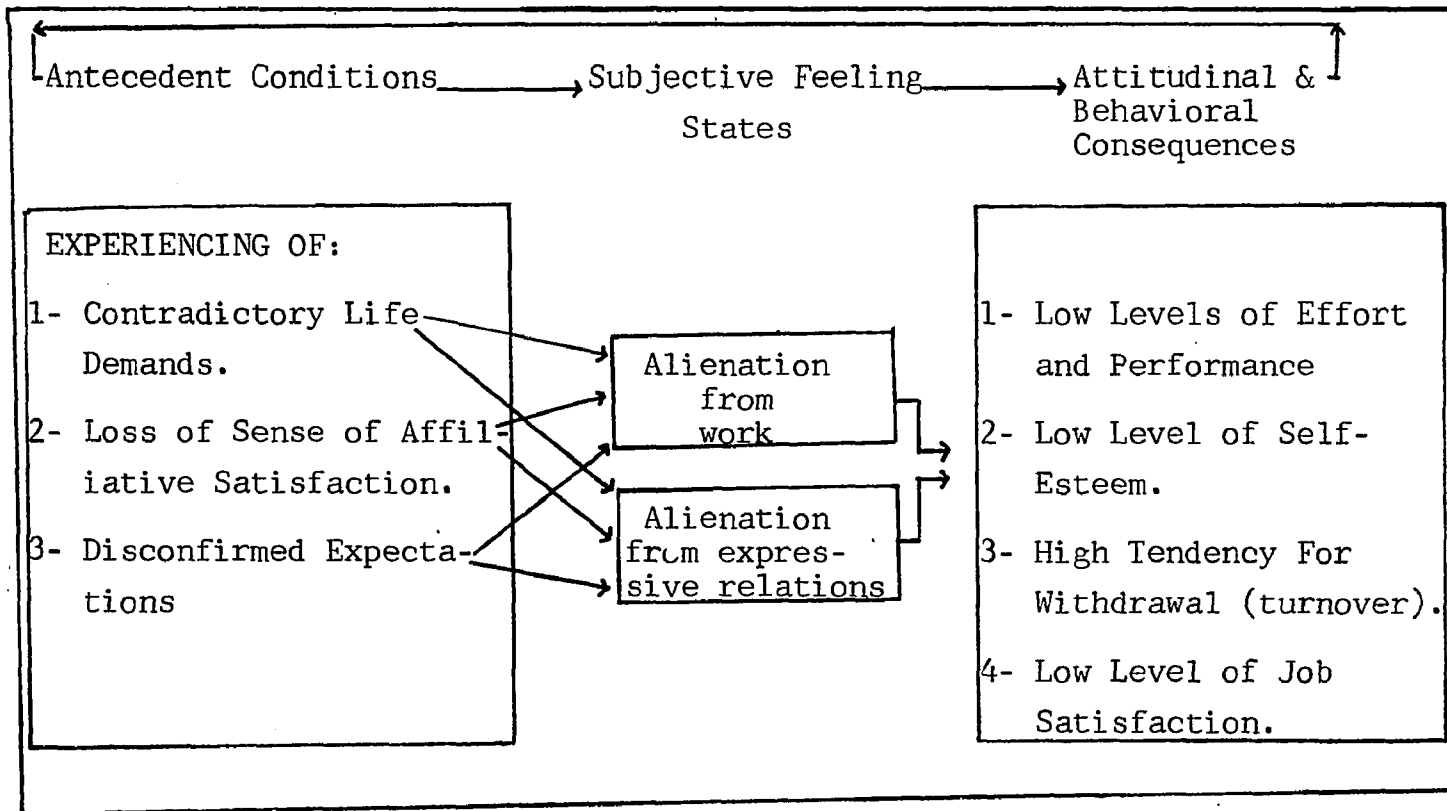 Antecedent Conditions Subjective Feeling States Attitudinal & Behavioral Consequences
EXPERIENCING OF:
1- Contradictory Life
Demands.
2- Loss of Sense of Affil-
iative Satisfaction.
3- Disconfirmed Expecta-
tions
Alienation
from
work
Alienation
from expres-
sive relations
1- Low Levels of Effort
and Performance
2- Low Level of Self-
Esteem.
3- High Tendency For
Withdrawal (turnover).
4- Low Level of Job
Satisfaction.